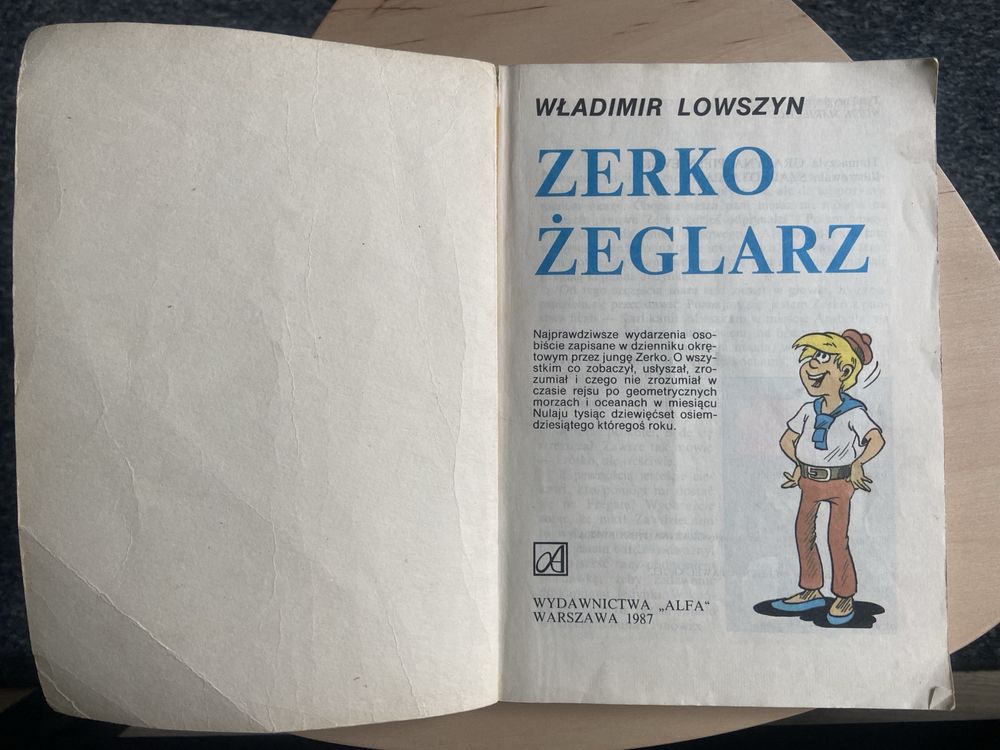 WŁADIMIR LOWSZYN
ZERKO
ŻEGLARZ
Najprawdziwsze wydarzenia oso-
biście zapisane w dzienniku okrę-
towym przez jungę Zerko. O wszy-
stkim co zobaczył, usłyszał, zro-
zumiał i czego nie zrozumiał w
czasie rejsu po geometrycznych
morzach i oceanach w miesiącu
Nulaju tysiąc dziewięćset osiem-
dziesiątego któregoś roku.
WYDAWNICTWA „ALFA“
WARSZAWA 1987